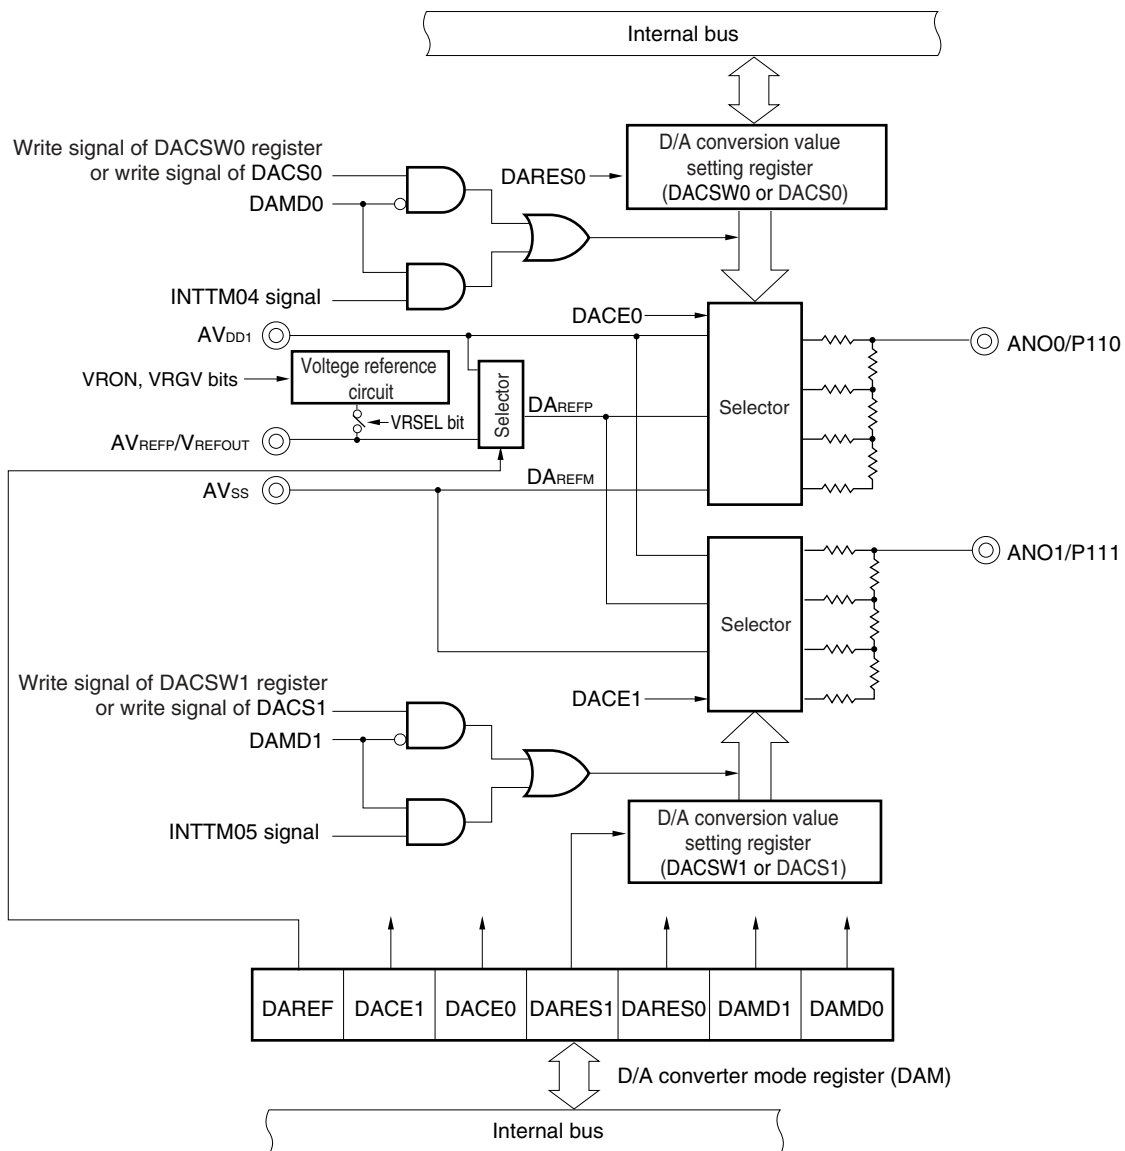 Internal bus
Write signal of DACSW0 register
or write signal of DACS0
DAMD0
INTTM04 signal
DARES0
D/A conversion value
setting register
(DACSW0 or DACS0)
DACE0
AVDD1
ANO0/P110
Voltege reference
circuit
VRON, VRGV bits
Selector
DAREFP
Selector
VRSEL bit
AVREFP/VREFOUT
DAREFM
AVSS
ANO1/P111
Selector
Write signal of DACSW1 register
or write signal of DACS1
DACE1
DAMD1
INTTM05 signal
D/A conversion value
setting register
(DACSW1 or DACS1)
DAREF DACE1 DACE0 DARES1 DARES0 DAMD1 DAMD0
D/A converter mode register (DAM)
Internal bus